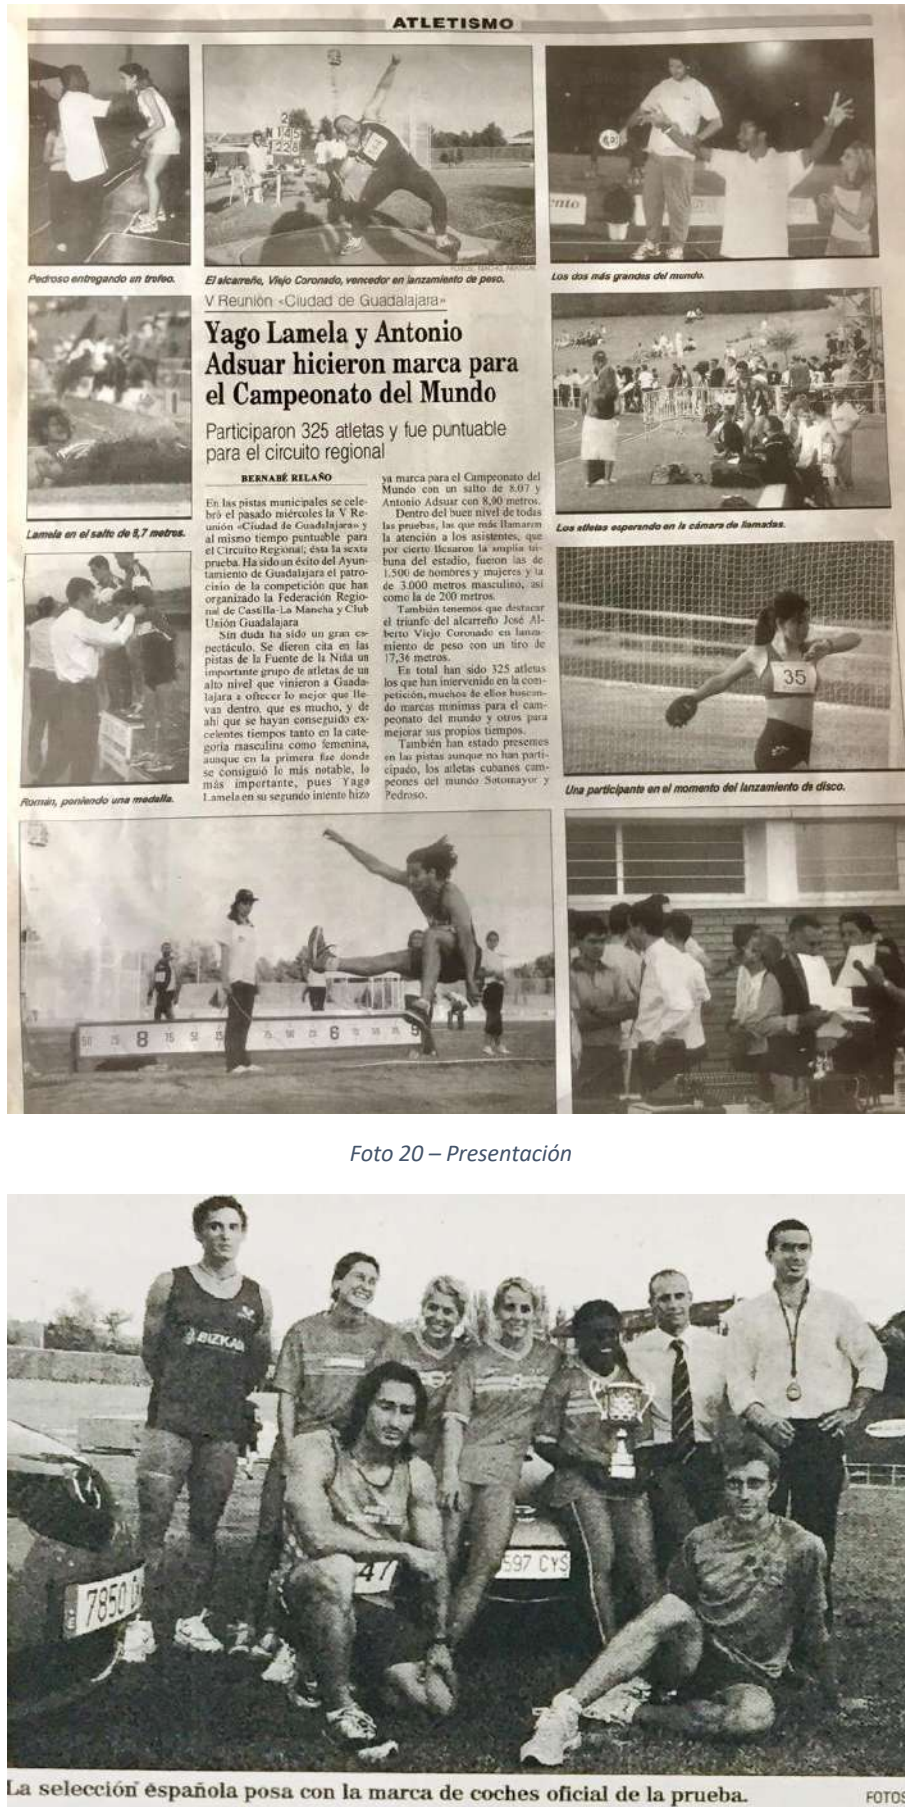 ATLETISMO
Pedroso entregando un trofeo.
El alcarreño, Viejo Coronado, vencedor en lanzamiento de peso.
Los dos más grandes del mundo.
V Reunión «Ciudad de Guadalajara»
Yago Lamela y Antonio
Adsuar hicieron marca para
el Campeonato del Mundo
Participaron 325 atletas y fue puntuable
para el circuito regional
BERNABÉ RELAÑO
En las pistas municipales se cele-
bró el pasado miércoles la V Re-
unión «Ciudad de Guadalajara» y
al mismo tiempo puntuable para
el Circuito Regional; ésta la sexta
prueba. Ha sido un éxito del Ayun-
tamiento de Guadalajara el patro-
cinio de la competición que han
organizado la Federación Regio-
nal de Castilla-La Mancha y Club
Unión Guadalajara
Sin duda ha sido un gran es-
pectáculo. Se dieron cita en las
pistas de la Fuente de la Niña un
importante grupo de atletas de un
alto nivel que vinieron a Guada-
lajara a ofrecer lo mejor que lle-
van dentro, que es mucho, y de
ahí que se hayan conseguido ex-
celentes tiempos tanto en la cate-
goría masculina como femenina,
aunque en la primera fue donde
se consiguió lo más notable, lo
más importante, pues Yago
Lamela en su segundo intento hizo
ya marca para el Campeonato del
Mundo con un salto de 8,07 y
Antonio Adsuar con 8,90 metros.
Dentro del buen nivel de todas
las pruebas, las que más llamaron
la atención a los asistentes, que
por cierto llenaron la amplia tri-
buna del estadio, fueron las de
1.500 de hombres y mujeres y la
de 3.000 metros masculino, así
como la de 200 metros.
También tenemos que destacar
el triunfo del alcarreño José Al-
berto Viejo Coronado en lanza-
miento de peso con un tiro de
17,36 metros.
En total han sido 325 atletas
los que han intervenido en la com-
petición, muchos de ellos buscan-
do marcas mínimas para el cam-
peonato del mundo y otros para
mejorar sus propios tiempos.
También han estado presentes
en las pistas aunque no han parti-
cipado, los atletas cubanos cam-
peones del mundo Sotomayor y
Pedroso.
Lamela en el salto de 8,7 metros.
Los atletas esperando en la cámara de llamadas.
35
Román, poniendo una medalla.
Una participante en el momento del lanzamiento de disco.
50 25 8 75 50 25 75 50 25 6 75 50 25 5
Foto 20 – Presentación
BIZKAIA
47
7850
597 CYS
La selección española posa con la marca de coches oficial de la prueba.
FOTOS